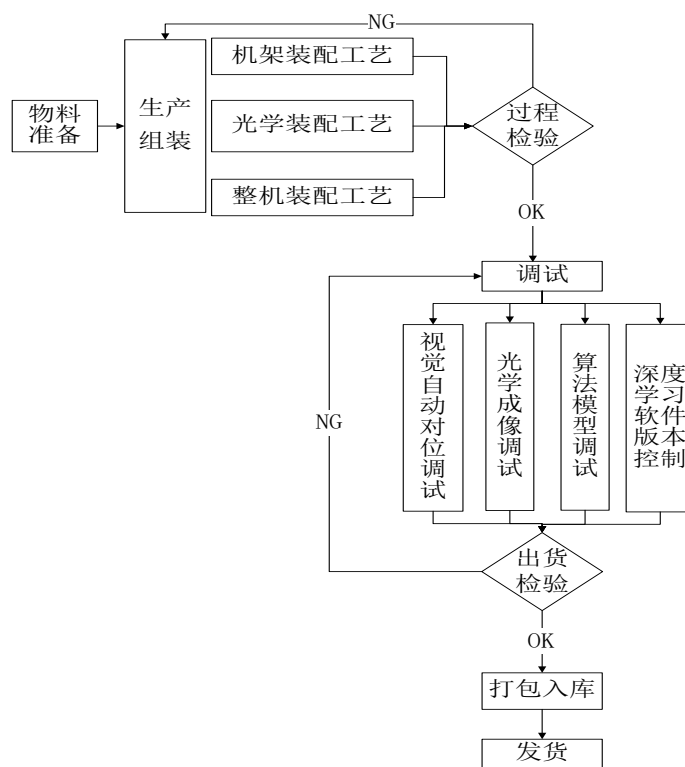 NG
机架装配工艺
物料
准备
生产
组装
光学装配工艺
过程
检验
整机装配工艺
OK
调试
视觉自动对位调试
光学成像调试
算法模型调试
深度
学习
软件
版本
控制
NG
出货
检验
OK
打包入库
发货